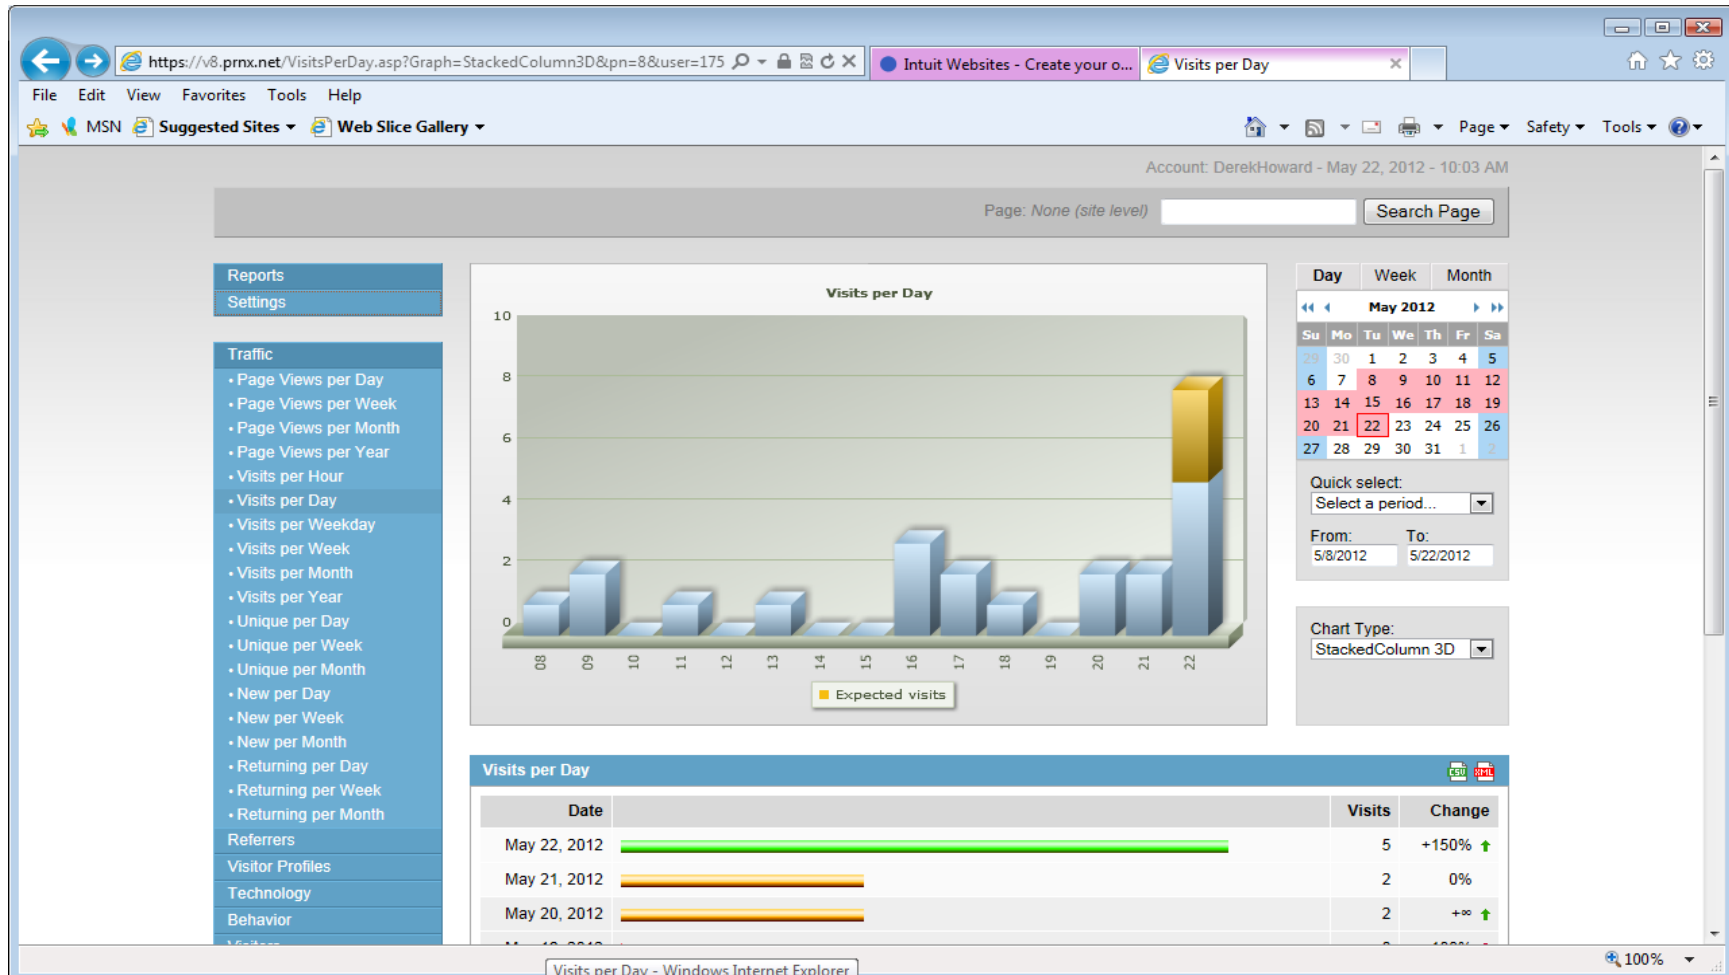 https://v8.prnx.net/VisitsPerDay.asp?Graph=StackedColumn3D&pn=8&user=175
Intuit Websites - Create your o...
Visits per Day
File Edit View Favorites Tools Help
MSN Suggested Sites Web Slice Gallery
Page Safety Tools
Account: DerekHoward - May 22, 2012 - 10:03 AM
Page: None (site level) Search Page
Reports
Settings
Traffic
• Page Views per Day
• Page Views per Week
• Page Views per Month
• Page Views per Year
• Visits per Hour
• Visits per Day
• Visits per Weekday
• Visits per Week
• Visits per Month
• Visits per Year
• Unique per Day
• Unique per Week
• Unique per Month
• New per Day
• New per Week
• New per Month
• Returning per Day
• Returning per Week
• Returning per Month
Referrers
Visitor Profiles
Technology
Behavior
Visits per Day
10
8
6
4
2
0
08 09 10 11 12 13 14 15 16 17 18 19 20 21 22
Expected visits
Day Week Month
May 2012
Su Mo Tu We Th Fr Sa
29 30 1 2 3 4 5
6 7 8 9 10 11 12
13 14 15 16 17 18 19
20 21 22 23 24 25 26
27 28 29 30 31 1 2
Quick select:
Select a period...
From: To:
5/8/2012 5/22/2012
Chart Type:
StackedColumn 3D
Visits per Day
CSV XML
Date Visits Change
May 22, 2012 5 +150%
May 21, 2012 2 0%
May 20, 2012 2 +∞
Visits per Day - Windows Internet Explorer
100%